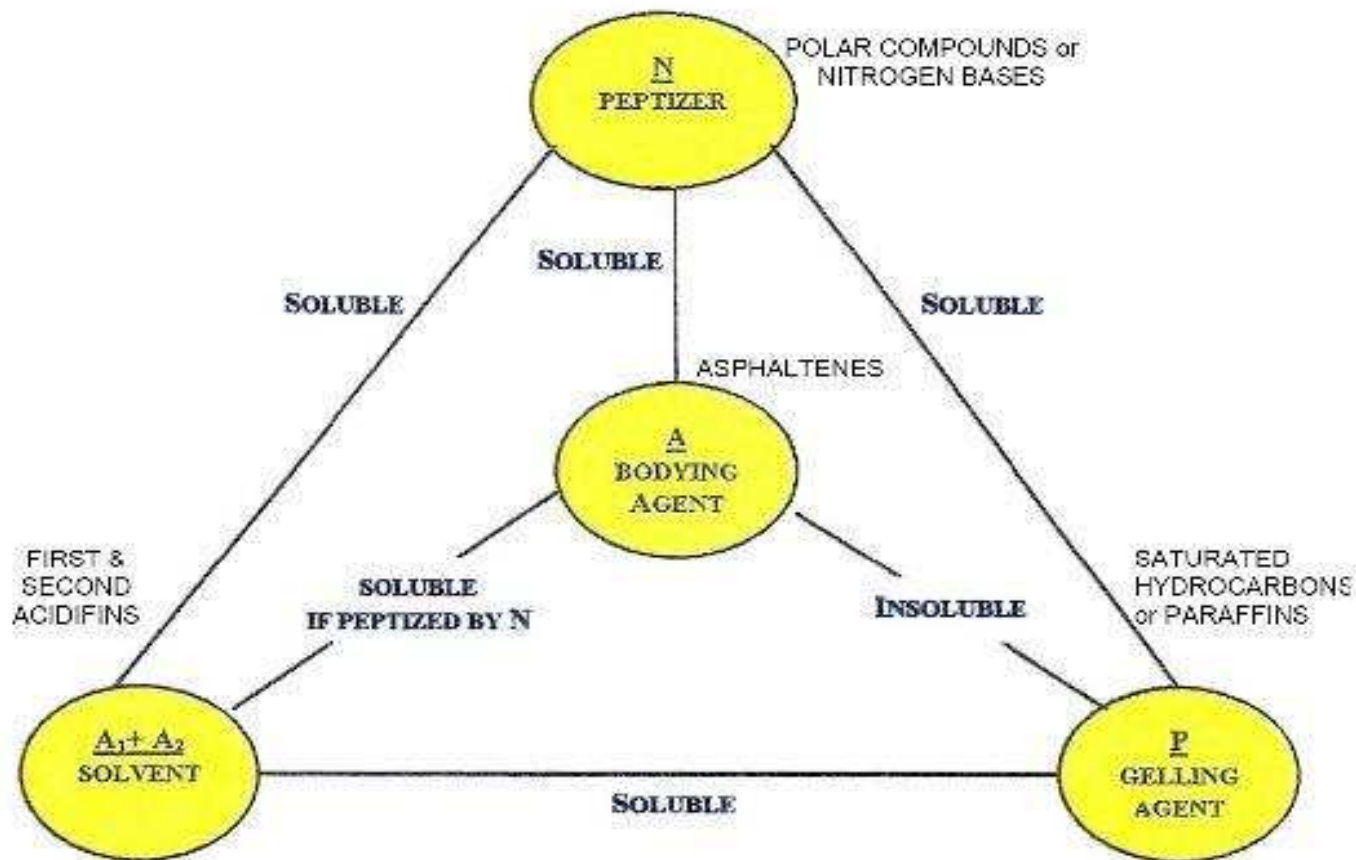 N
PEPTIZER
POLAR COMPOUNDS or
NITROGEN BASES
SOLUBLE
SOLUBLE
SOLUBLE
ASPHALTENES
A
BODYING
AGENT
FIRST &
SECOND
ACIDIFINS
SOLUBLE
IF PEPTIZED BY N
INSOLUBLE
SATURATED
HYDROCARBONS
or PARAFFINS
A₁+ A₂
SOLVENT
SOLUBLE
P
GELLING
AGENT